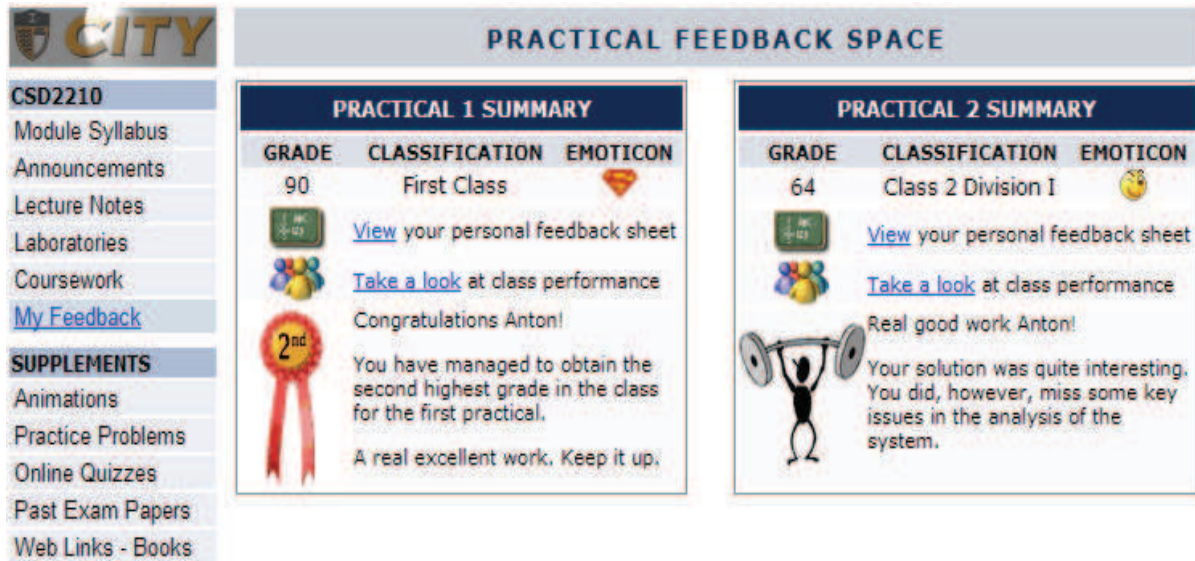 CITY
PRACTICAL FEEDBACK SPACE
CSD2210
Module Syllabus
Announcements
Lecture Notes
Laboratories
Coursework
My Feedback
SUPPLEMENTS
Animations
Practice Problems
Online Quizzes
Past Exam Papers
Web Links - Books
PRACTICAL 1 SUMMARY
GRADE CLASSIFICATION EMOTICON
90 First Class
View your personal feedback sheet
Take a look at class performance
2nd
Congratulations Anton!
You have managed to obtain the
second highest grade in the class
for the first practical.
A real excellent work. Keep it up.
PRACTICAL 2 SUMMARY
GRADE CLASSIFICATION EMOTICON
64 Class 2 Division I
View your personal feedback sheet
Take a look at class performance
Real good work Anton!
Your solution was quite interesting.
You did, however, miss some key
issues in the analysis of the
system.